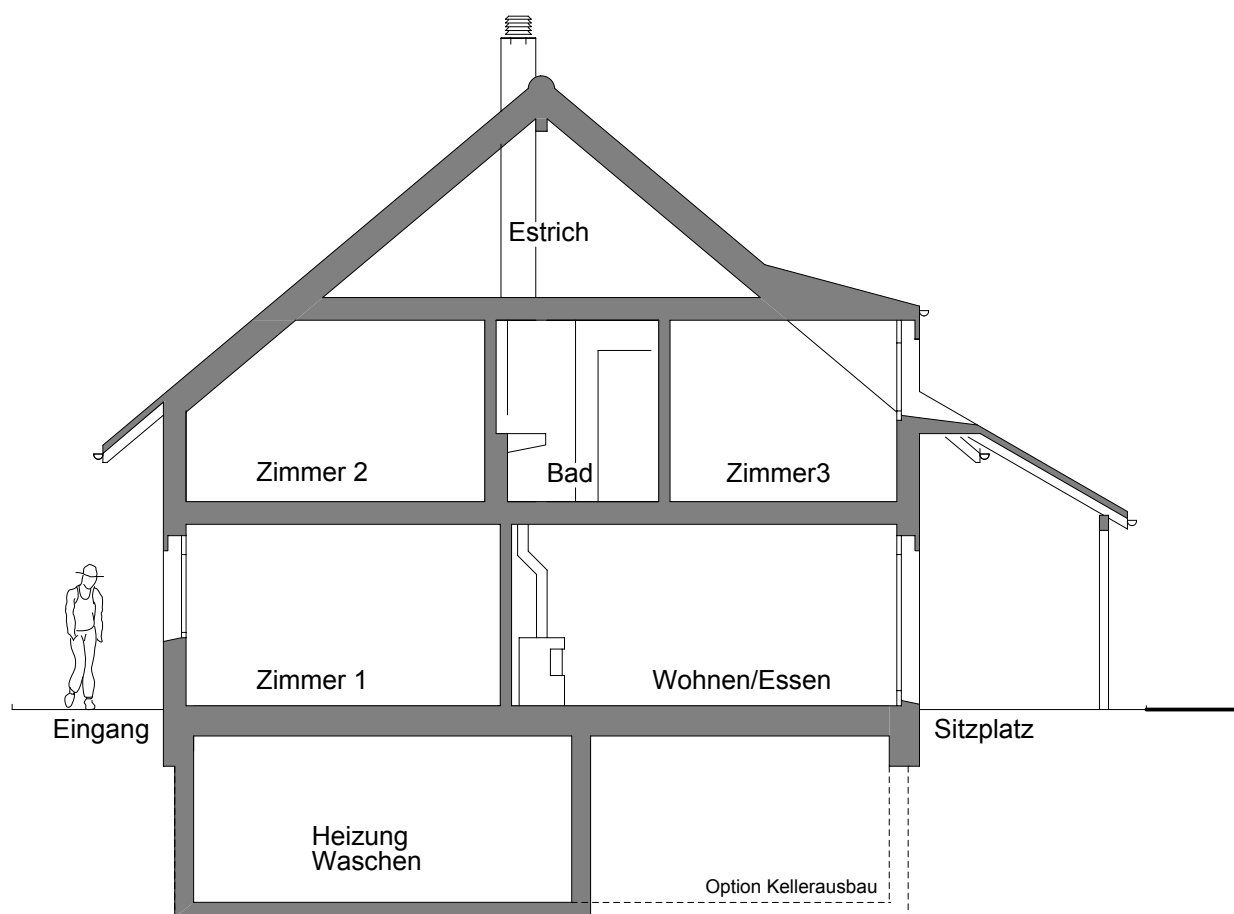 Estrich
Zimmer 2
Bad
Zimmer3
Zimmer 1
Wohnen/Essen
Eingang
Sitzplatz
Heizung
Waschen
Option Kellerausbau